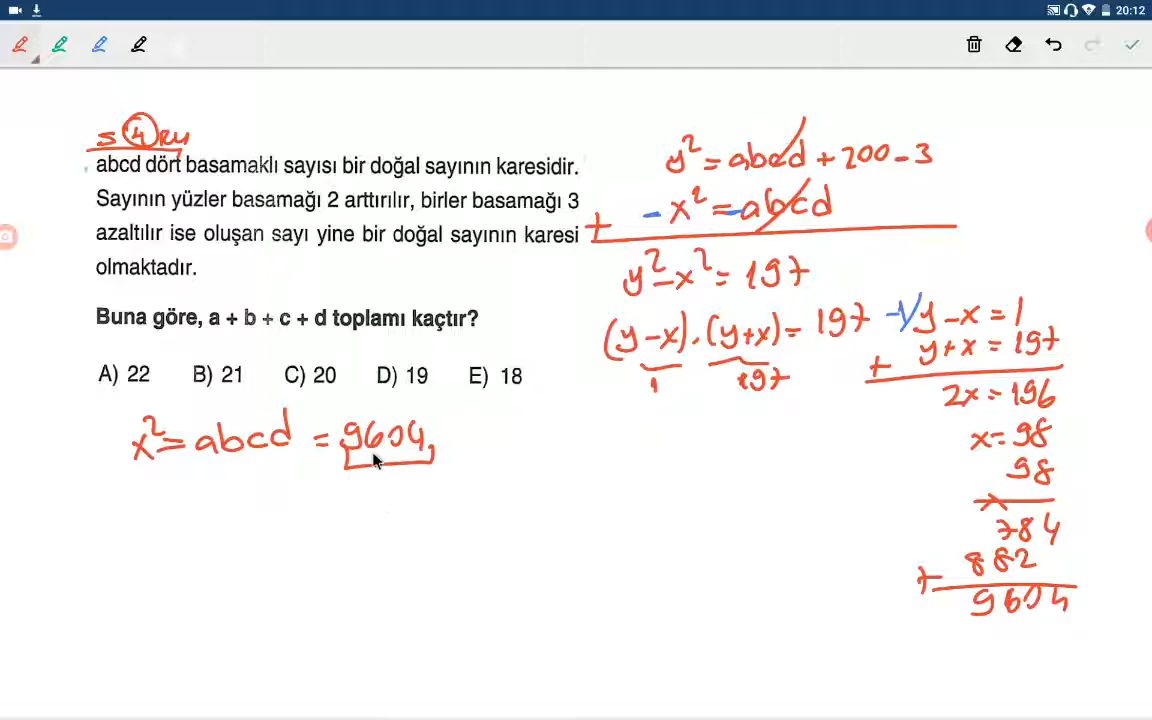 20:12
S4RU
abcd dört basamaklı sayısı bir doğal sayının karesidir.
Sayının yüzler basamağı 2 arttırılır, birler basamağı 3
azaltılır ise oluşan sayı yine bir doğal sayının karesi
olmaktadır.
Buna göre, a + b + c + d toplamı kaçtır?
A) 22 B) 21 C) 20 D) 19 E) 18
x² = abcd = 9604,
y² = abcd + 200 - 3
+ - x² = - abcd
y² - x² = 197
(y - x) . (y + x) = 197
1 197
-1/ y - x = 1
+ y + x = 197
2x = 196
x = 98
98
x
784
+ 882
9604